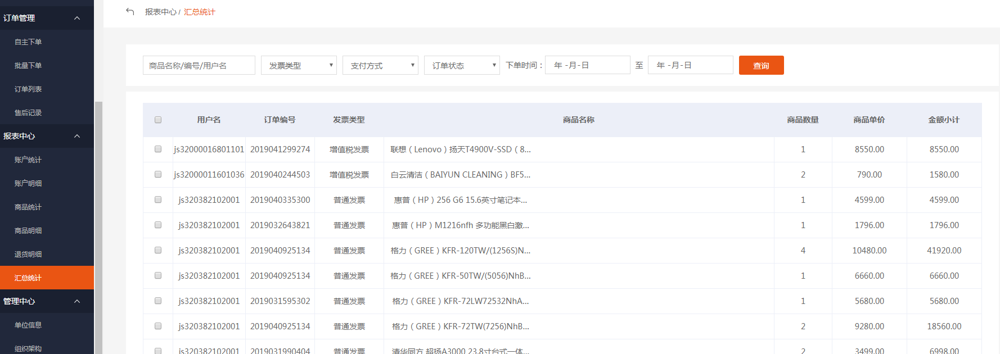 订单管理
自主下单
批量下单
订单列表
售后记录
报表中心
账户统计
账户明细
商品统计
商品明细
退货明细
汇总统计
管理中心
单位信息
组织架构
报表中心 / 汇总统计
商品名称/编号/用户名 发票类型 支付方式 订单状态 下单时间： 年 -月-日 至 年 -月-日 查询
用户名 订单编号 发票类型 商品名称 商品数量 商品单价 金额小计
js32000016801101 2019041299274 增值税发票 联想（Lenovo）扬天T4900V-SSD（8... 1 8550.00 8550.00
js32000011601036 2019040244503 增值税发票 白云清洁（BAIYUN CLEANING）BF5... 2 790.00 1580.00
js320382102001 2019040335300 普通发票 惠普（HP）256 G6 15.6英寸笔记本... 1 4599.00 4599.00
js320382102001 2019032643821 普通发票 惠普（HP）M1216nfh 多功能黑白激... 1 1796.00 1796.00
js320382102001 2019040925134 普通发票 格力（GREE）KFR-120TW/(1256S)N... 4 10480.00 41920.00
js320382102001 2019040925134 普通发票 格力（GREE）KFR-50TW/(5056)NhB... 1 6660.00 6660.00
js320382102001 2019031595302 普通发票 格力（GREE）KFR-72LW72532NhA... 1 5680.00 5680.00
js320382102001 2019040925134 普通发票 格力（GREE）KFR-72TW(7256)NhB... 2 9280.00 18560.00
js320382102001 2019031990404 普通发票 清华同方 超扬A3000 23.8寸台式一体... 2 3499.00 6998.00